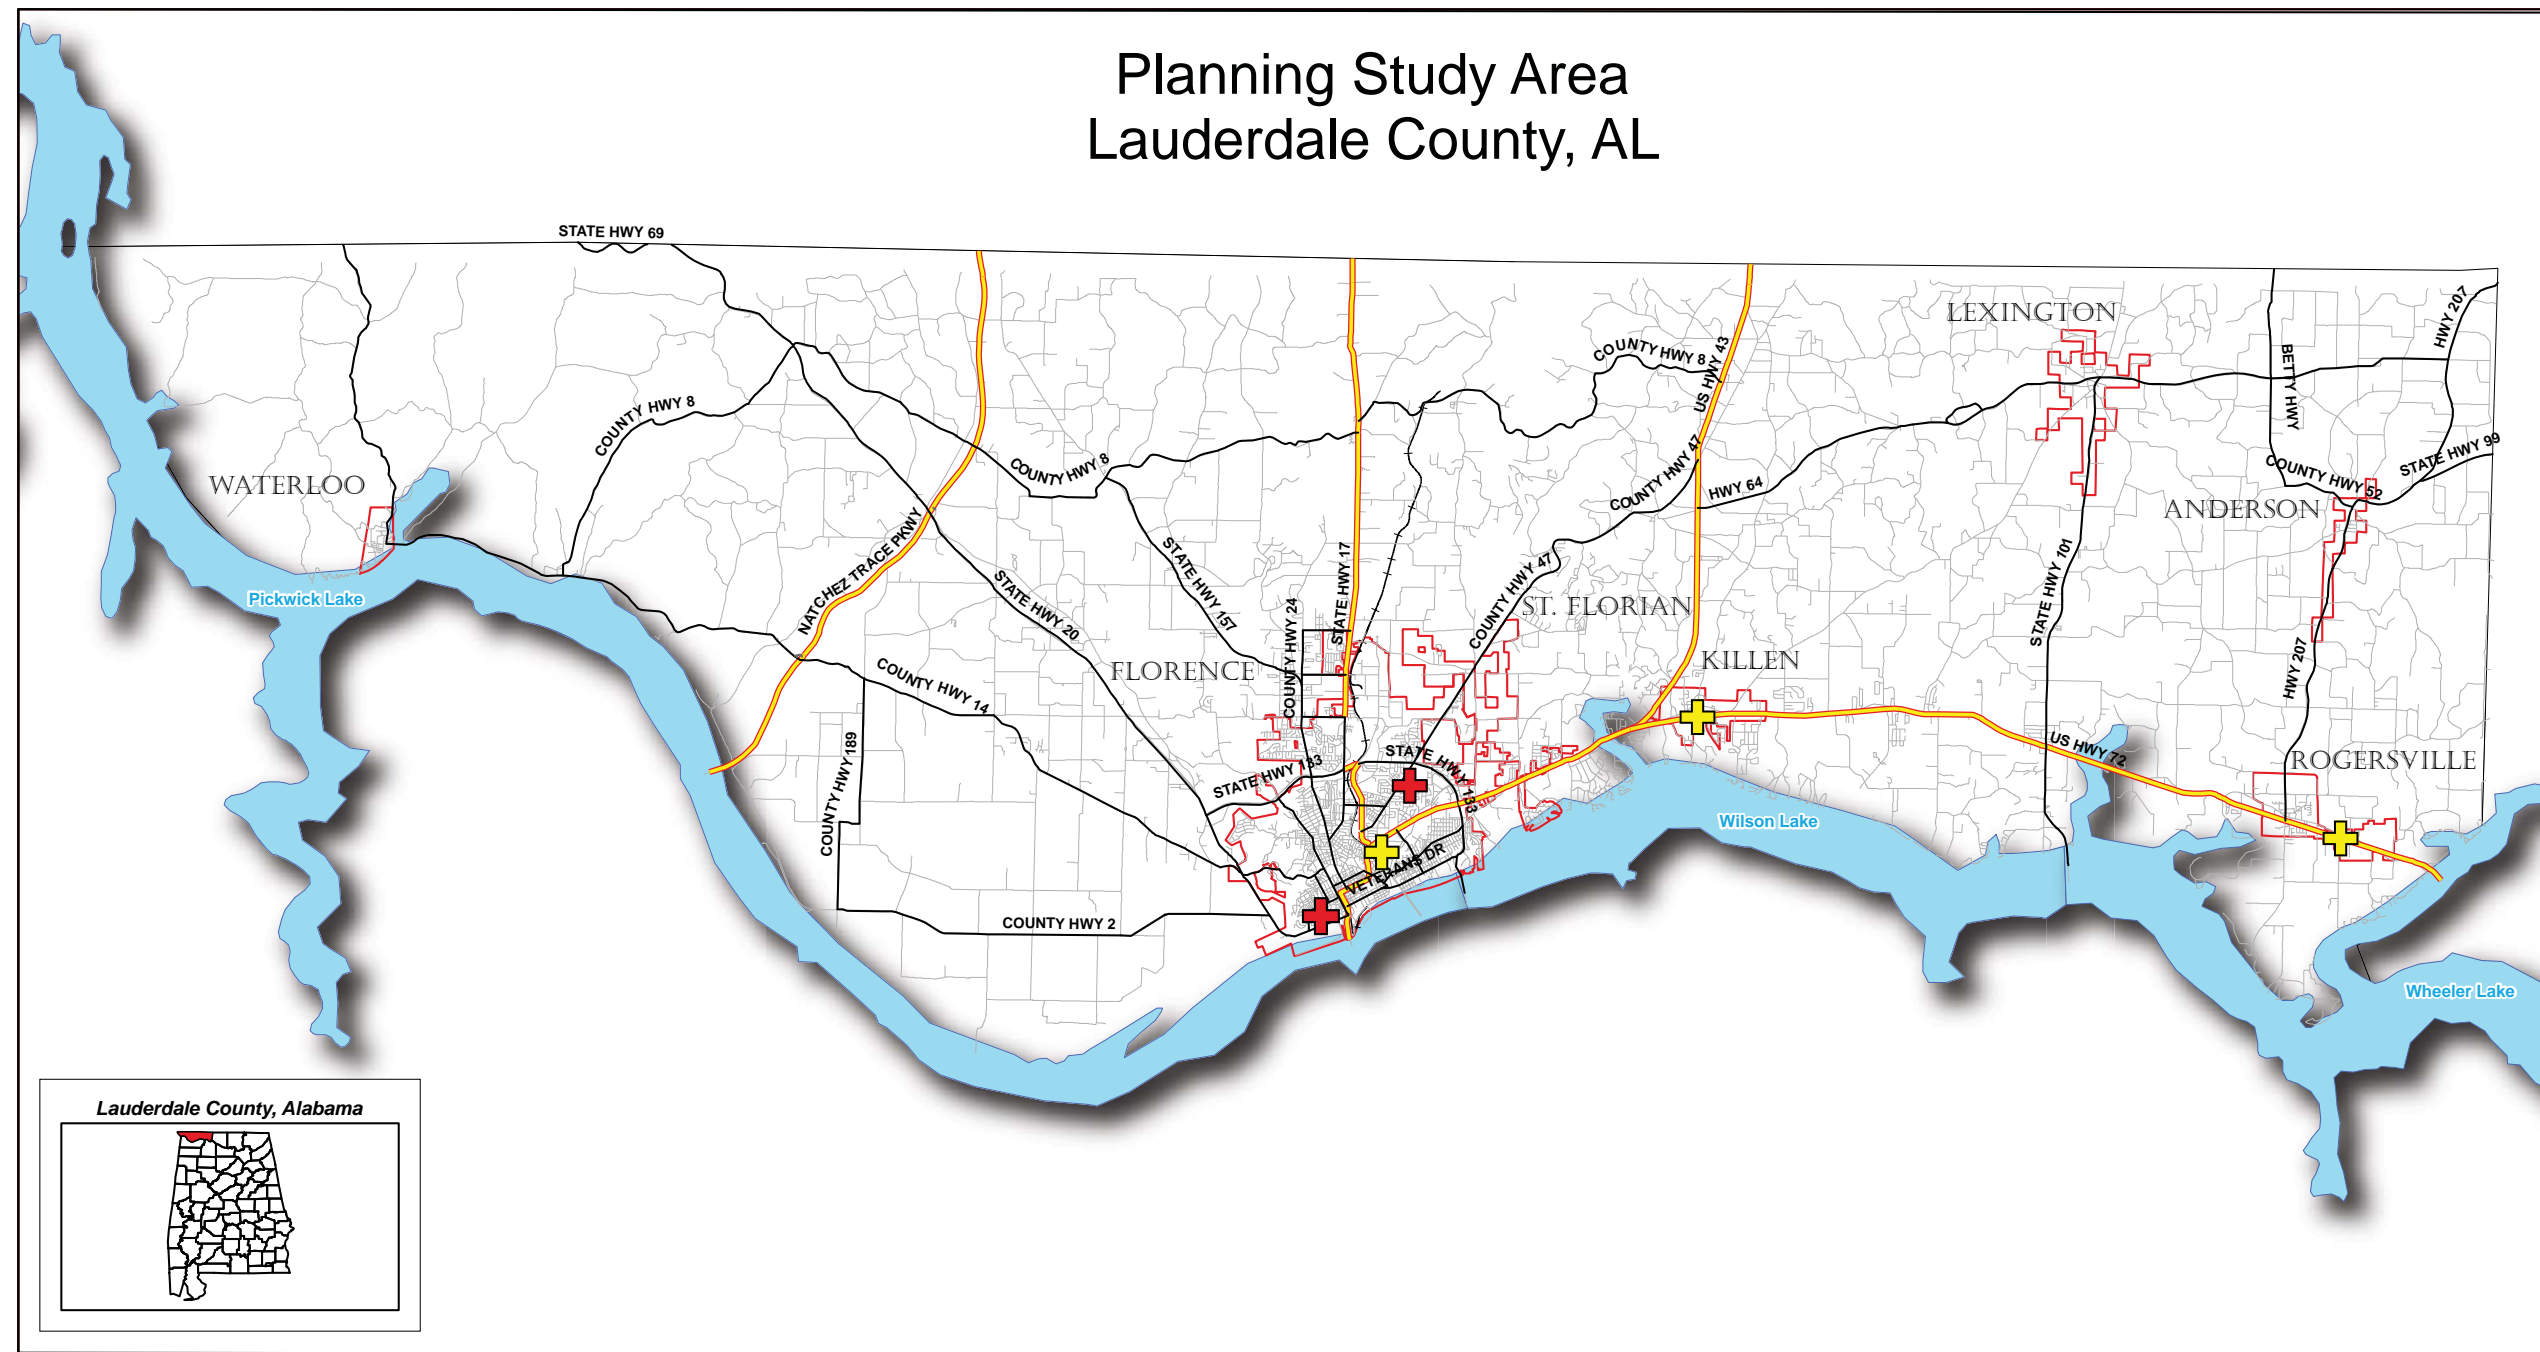 Planning Study Area
Lauderdale County, AL
STATE HWY 69
LEXINGTON
HWY 207
COUNTY HWY 8
US HWY 43
BETTY HWY
COUNTY HWY 8
COUNTY HWY 8
COUNTY HWY 47
HWY 64
COUNTY HWY 52
STATE HWY 99
WATERLOO
ANDERSON
NATCHEZ TRACE PKWY
STATE HWY 157
STATE HWY 17
STATE HWY 20
COUNTY HWY 24
COUNTY HWY 47
ST. FLORIAN
STATE HWY 101
Pickwick Lake
FLORENCE
KILLEN
HWY 207
COUNTY HWY 14
COUNTY HWY 189
STATE HWY 133
STATE HWY 133
US HWY 72
ROGERSVILLE
Wilson Lake
VETERANS DR
COUNTY HWY 2
Wheeler Lake
Lauderdale County, Alabama